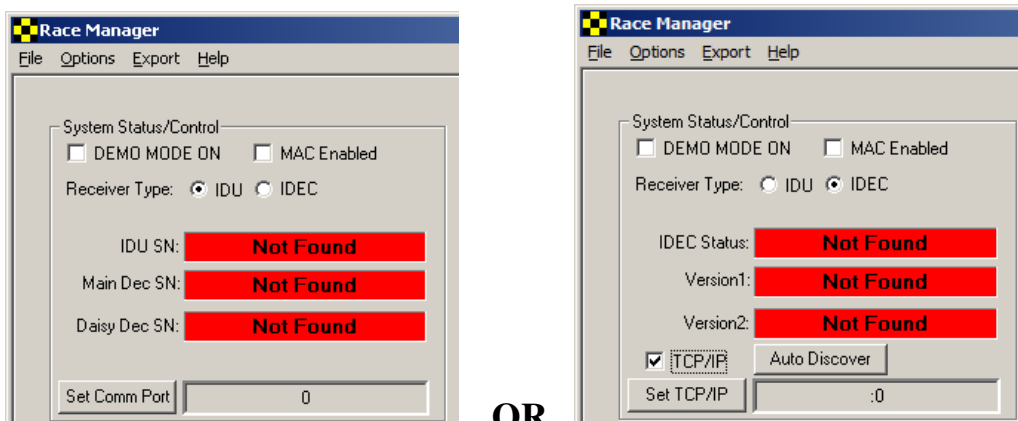 Race Manager
File Options Export Help
System Status/Control
DEMO MODE ON MAC Enabled
Receiver Type: IDU IDEC
IDU SN: Not Found
Main Dec SN: Not Found
Daisy Dec SN: Not Found
Set Comm Port 0
OR
Race Manager
File Options Export Help
System Status/Control
DEMO MODE ON MAC Enabled
Receiver Type: IDU IDEC
IDEC Status: Not Found
Version1: Not Found
Version2: Not Found
TCP/IP Auto Discover
Set TCP/IP :0